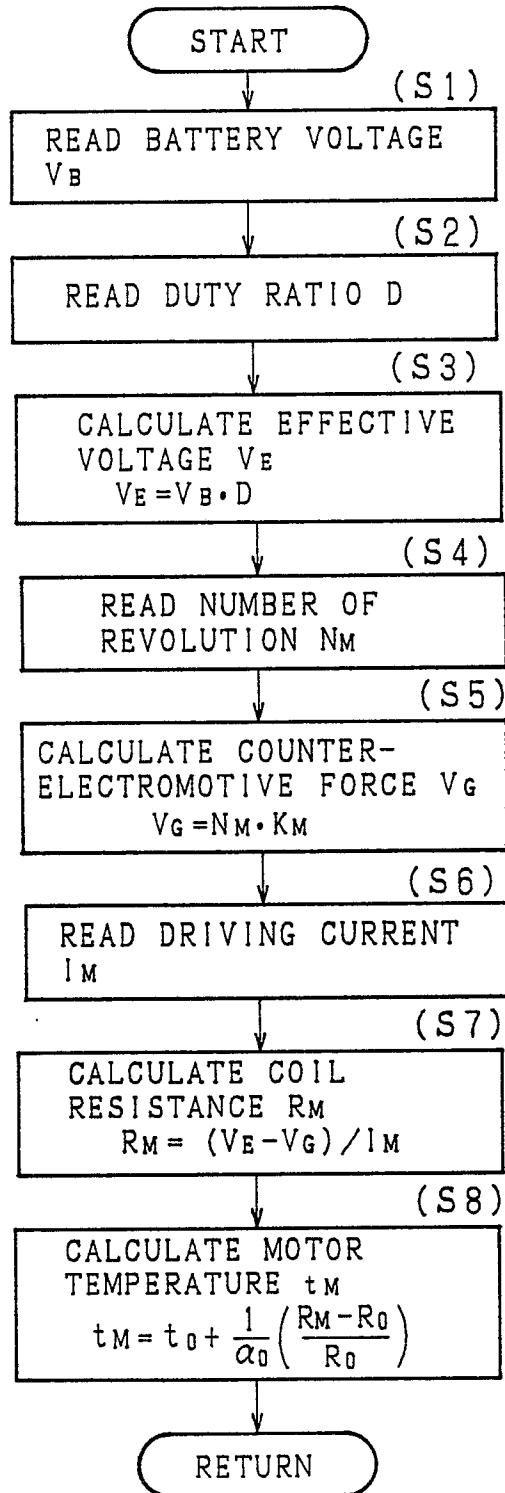 START
(S1)
READ BATTERY VOLTAGE
VB
(S2)
READ DUTY RATIO D
(S3)
CALCULATE EFFECTIVE
VOLTAGE VE
VE=VB·D
(S4)
READ NUMBER OF
REVOLUTION NM
(S5)
CALCULATE COUNTER-
ELECTROMOTIVE FORCE VG
VG=NM·KM
(S6)
READ DRIVING CURRENT
IM
(S7)
CALCULATE COIL
RESISTANCE RM
RM= (VE-VG)/IM
(S8)
CALCULATE MOTOR
TEMPERATURE tM
tM= t0+ 1/α0 ( RM-R0 / R0 )
RETURN